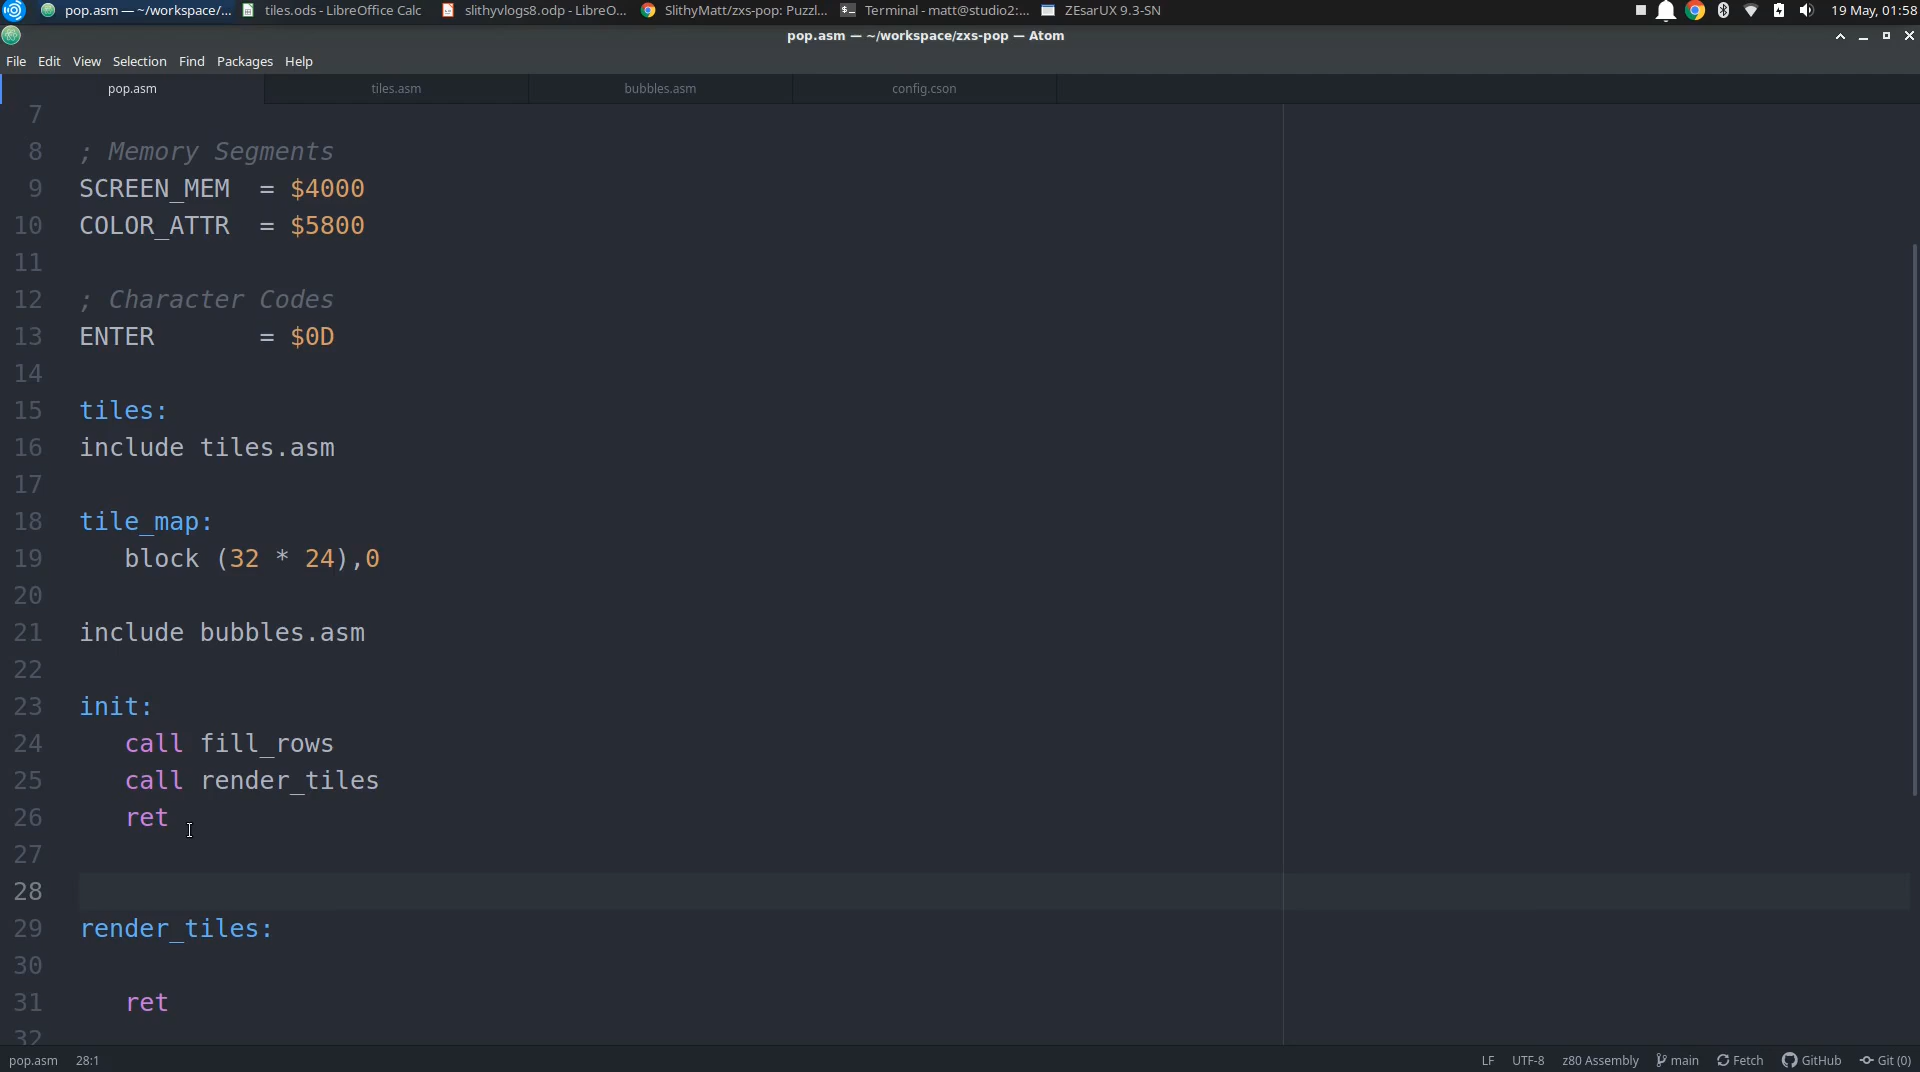 pop.asm — ~/workspace/... tiles.ods - LibreOffice Calc slithyvlogs8.odp - LibreO... SlithyMatt/zxs-pop: Puzzl... Terminal - matt@studio2:... ZEsarUX 9.3-SN 19 May, 01:58
pop.asm — ~/workspace/zxs-pop — Atom
File Edit View Selection Find Packages Help
pop.asm tiles.asm bubbles.asm config.cson
7
8 ; Memory Segments
9 SCREEN_MEM = $4000
10 COLOR_ATTR = $5800
11
12 ; Character Codes
13 ENTER = $0D
14
15 tiles:
16 include tiles.asm
17
18 tile_map:
19 block (32 * 24),0
20
21 include bubbles.asm
22
23 init:
24 call fill_rows
25 call render_tiles
26 ret
27
28
29 render_tiles:
30
31 ret
32
pop.asm 28:1 LF UTF-8 z80 Assembly main Fetch GitHub Git (0)